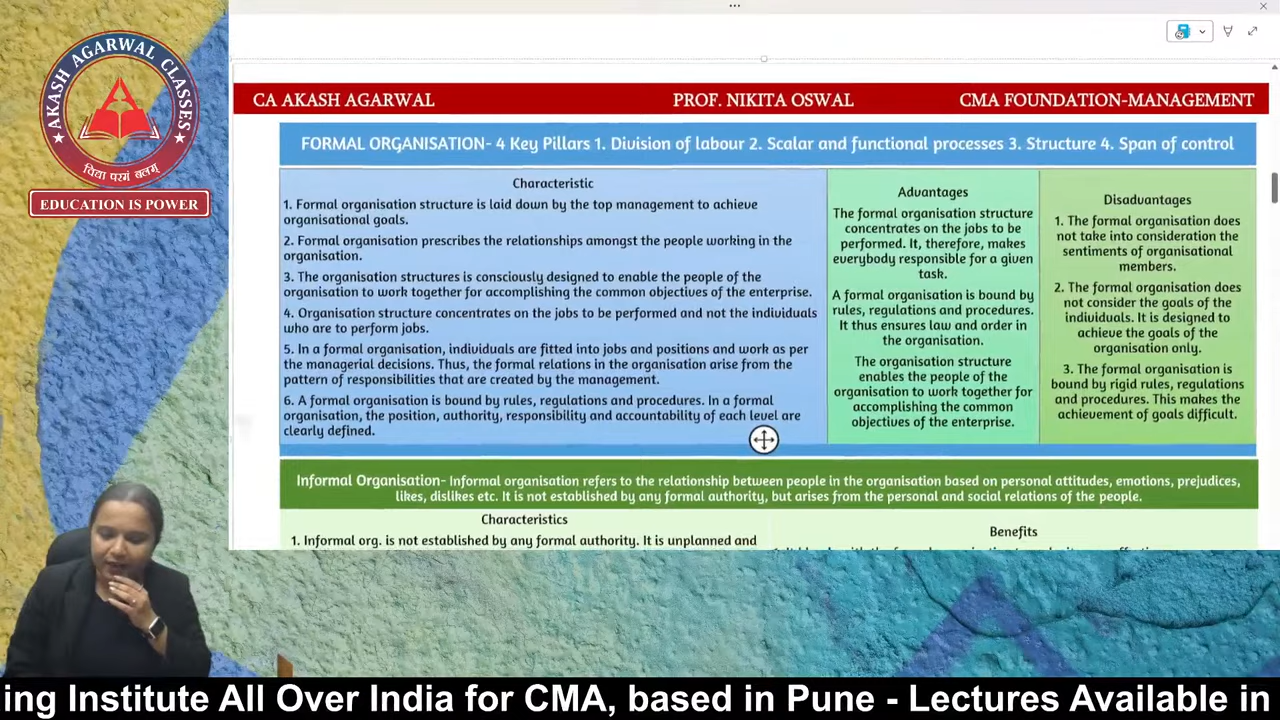 AKASH AGARWAL CLASSES
विद्या परमं बलम्
EDUCATION IS POWER
CA AKASH AGARWAL PROF. NIKITA OSWAL CMA FOUNDATION-MANAGEMENT
FORMAL ORGANISATION- 4 Key Pillars 1. Division of labour 2. Scalar and functional processes 3. Structure 4. Span of control
Characteristic
1. Formal organisation structure is laid down by the top management to achieve
organisational goals.
2. Formal organisation prescribes the relationships amongst the people working in the
organisation.
3. The organisation structures is consciously designed to enable the people of the
organisation to work together for accomplishing the common objectives of the enterprise.
4. Organisation structure concentrates on the jobs to be performed and not the individuals
who are to perform jobs.
5. In a formal organisation, individuals are fitted into jobs and positions and work as per
the managerial decisions. Thus, the formal relations in the organisation arise from the
pattern of responsibilities that are created by the management.
6. A formal organisation is bound by rules, regulations and procedures. In a formal
organisation, the position, authority, responsibility and accountability of each level are
clearly defined.
Advantages
The formal organisation structure
concentrates on the jobs to be
performed. It, therefore, makes
everybody responsible for a given
task.
A formal organisation is bound by
rules, regulations and procedures.
It thus ensures law and order in
the organisation.
The organisation structure
enables the people of the
organisation to work together for
accomplishing the common
objectives of the enterprise.
Disadvantages
1. The formal organisation does
not take into consideration the
sentiments of organisational
members.
2. The formal organisation does
not consider the goals of the
individuals. It is designed to
achieve the goals of the
organisation only.
3. The formal organisation is
bound by rigid rules, regulations
and procedures. This makes the
achievement of goals difficult.
Informal Organisation- Informal organisation refers to the relationship between people in the organisation based on personal attitudes, emotions, prejudices,
likes, dislikes etc. It is not established by any formal authority, but arises from the personal and social relations of the people.
Characteristics
1. Informal org. is not established by any formal authority. It is unplanned and
Benefits
ing Institute All Over India for CMA, based in Pune - Lectures Available in